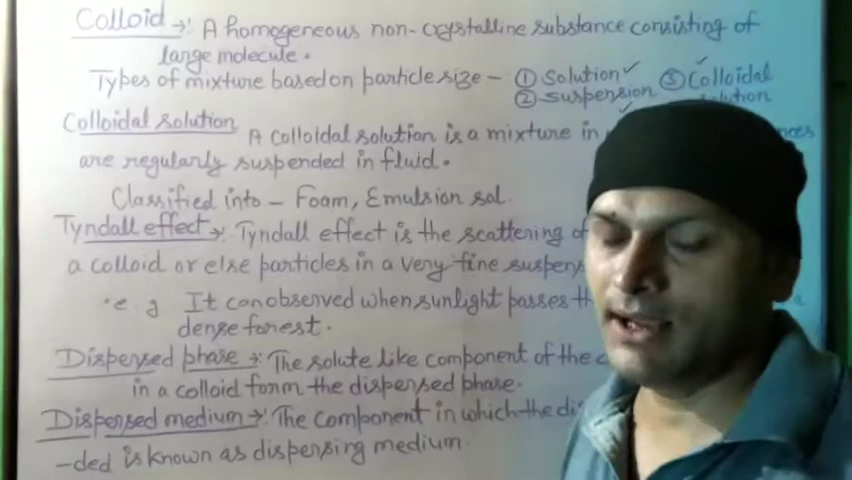 Colloid →: A homogeneous non-crystalline substance consisting of
large molecule.
Types of mixture based on particle size – ① Solution ✓ ③ Colloidal
② suspension ✓ solution
Colloidal solution A colloidal solution is a mixture in
are regularly suspended in fluid.
Classified into – Foam, Emulsion sol.
Tyndall effect →: Tyndall effect is the scattering of
a colloid or else particles in a very fine
• e.g It can observed when sunlight passes
dense forest.
Dispersed phase →: The solute like component of the
in a colloid form the dispersed phase.
Dispersed medium →: The component in which the
-ded is known as dispersing medium